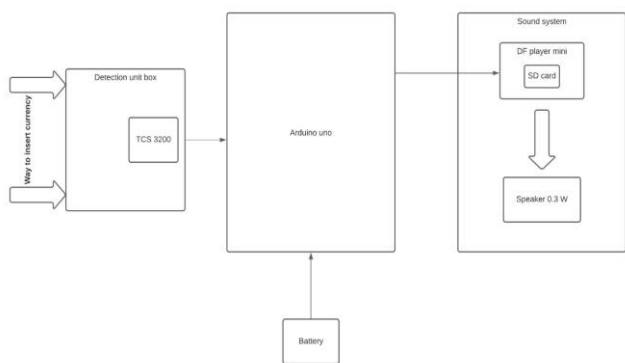 Way to insert currency
Detection unit box
TCS 3200
Arduino uno
Battery
Sound system
DF player mini
SD card
Speaker 0.3 W